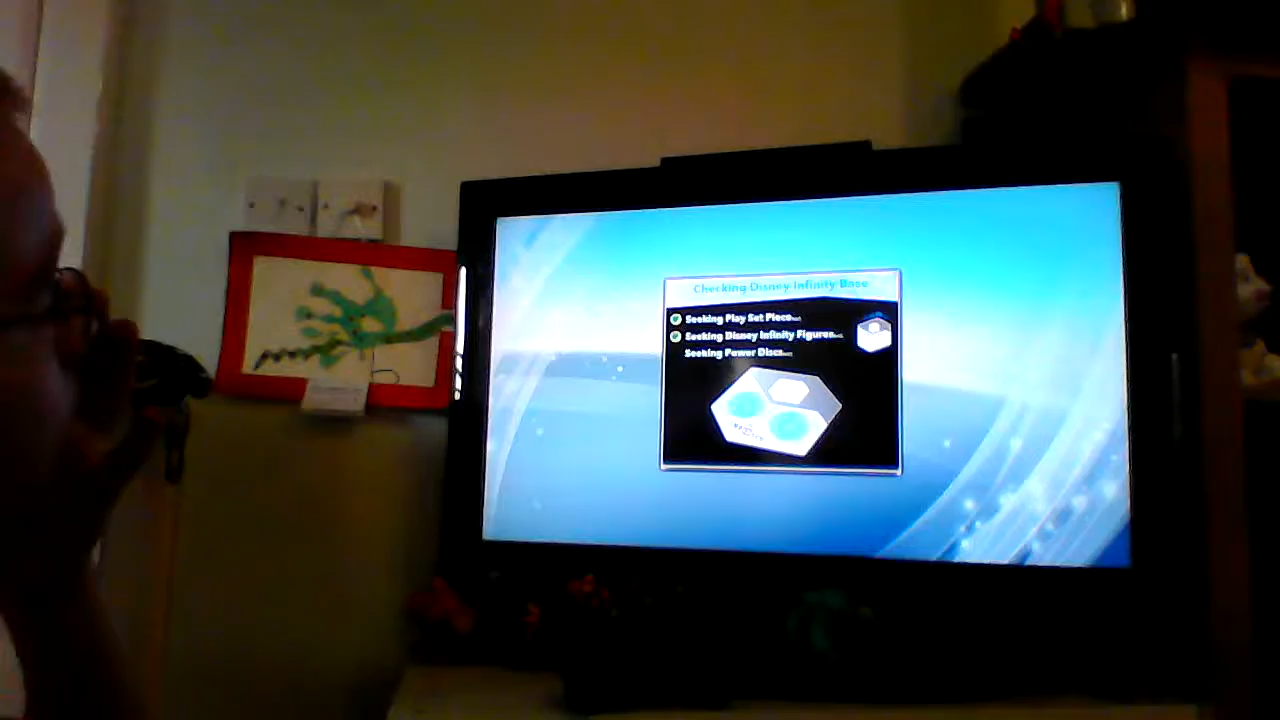 Checking Disney Infinity Base
Seeking Play Set Piece...
Seeking Disney Infinity Figures...
Seeking Power Discs...